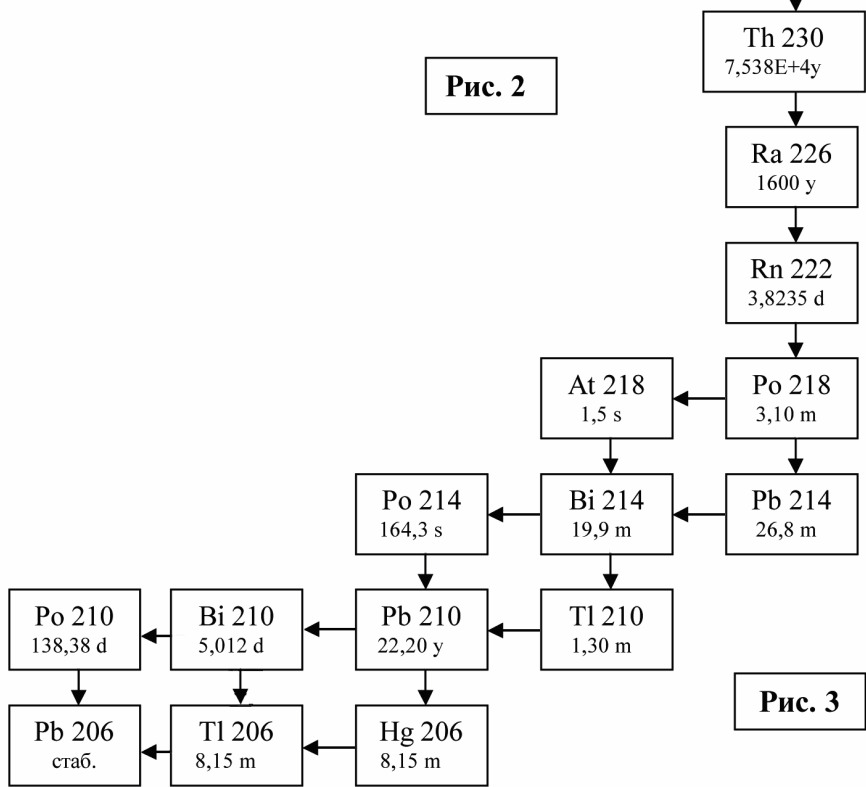 Th 230
7,538E+4y
Рис. 2
Ra 226
1600 y
Rn 222
3,8235 d
At 218
1,5 s
Po 218
3,10 m
Po 214
164,3 s
Bi 214
19,9 m
Pb 214
26,8 m
Po 210
138,38 d
Bi 210
5,012 d
Pb 210
22,20 y
Tl 210
1,30 m
Рис. 3
Pb 206
стаб.
Tl 206
8,15 m
Hg 206
8,15 m